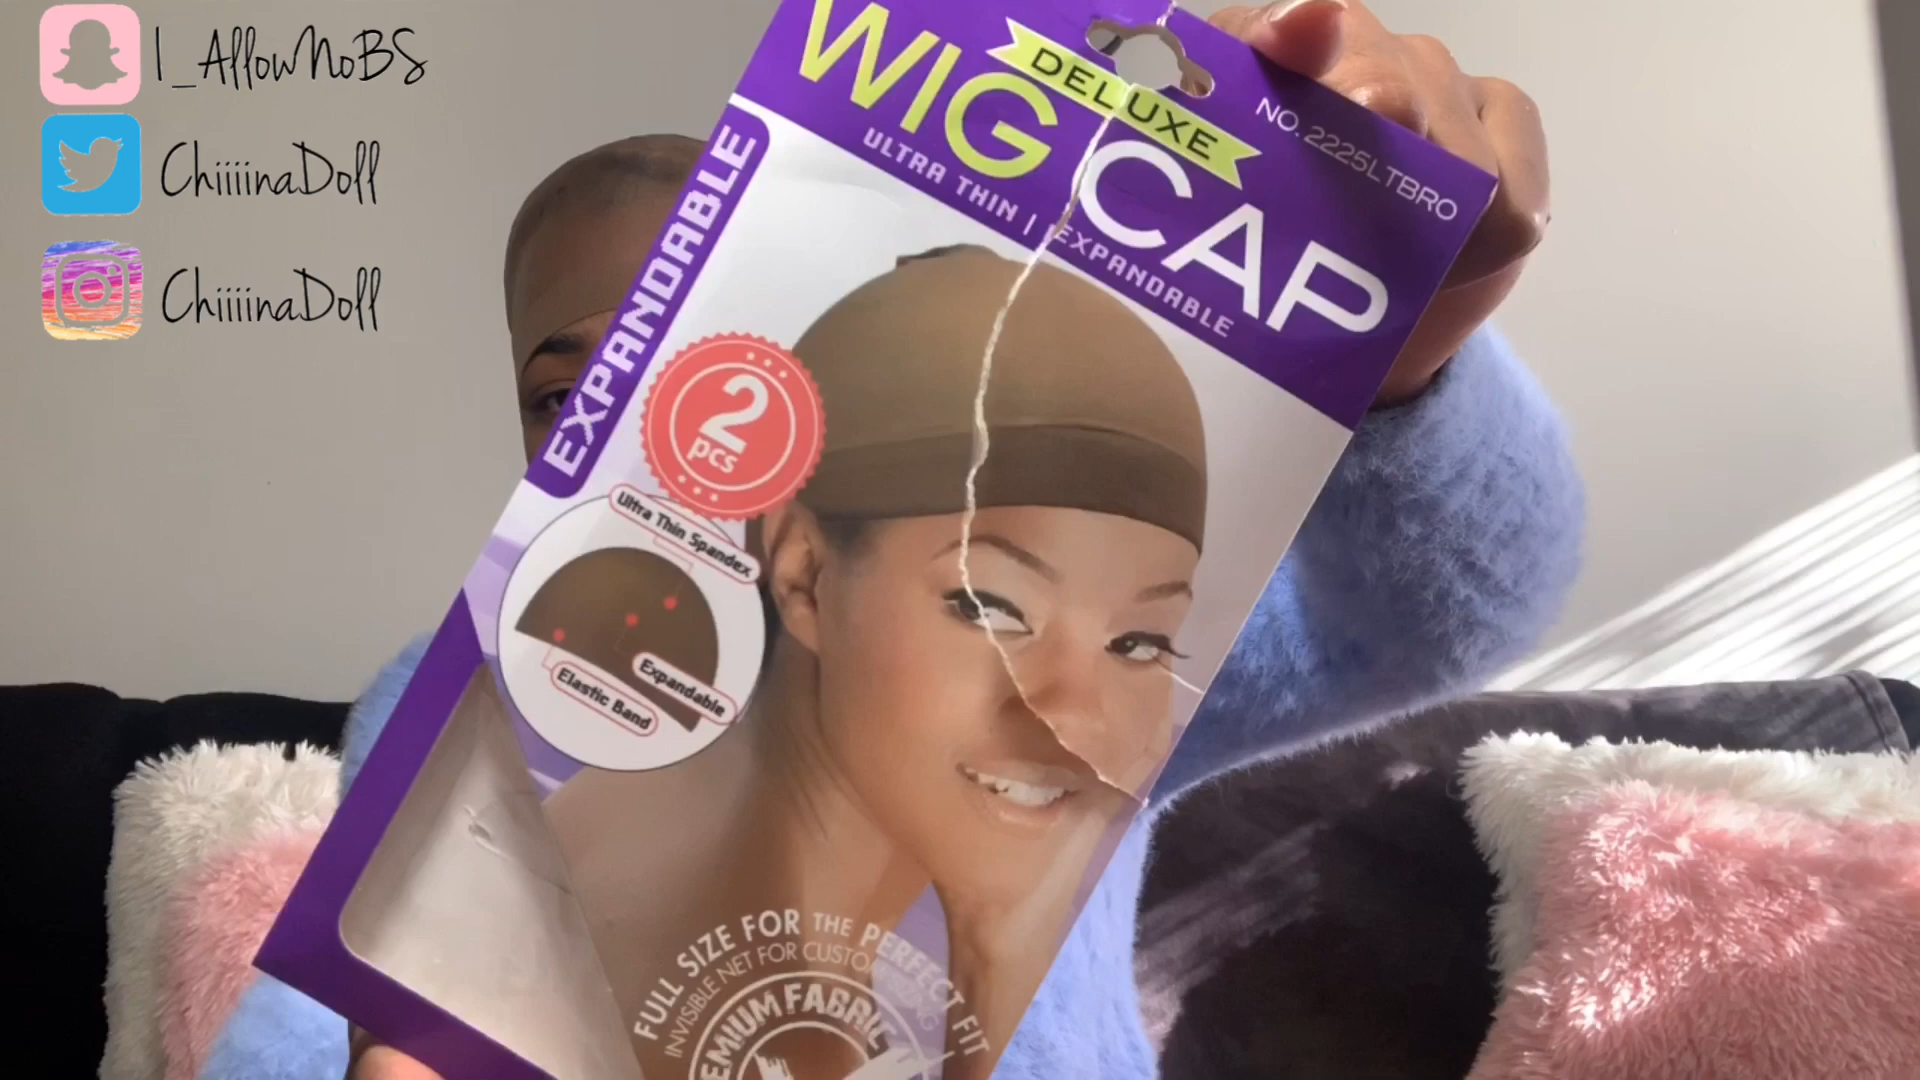 I_AllowNoBS
ChiiiinaDoll
ChiiiinaDoll
DELUXE
WIG CAP
NO. 2225LTBRO
ULTRA THIN | EXPANDABLE
EXPANDABLE
2
pcs
Ultra Thin Spandex
Expandable
Elastic Band
FULL SIZE FOR THE PERFECT FIT
INVISIBLE NET FOR CUSTOMIZING
EMIUM FABRIC